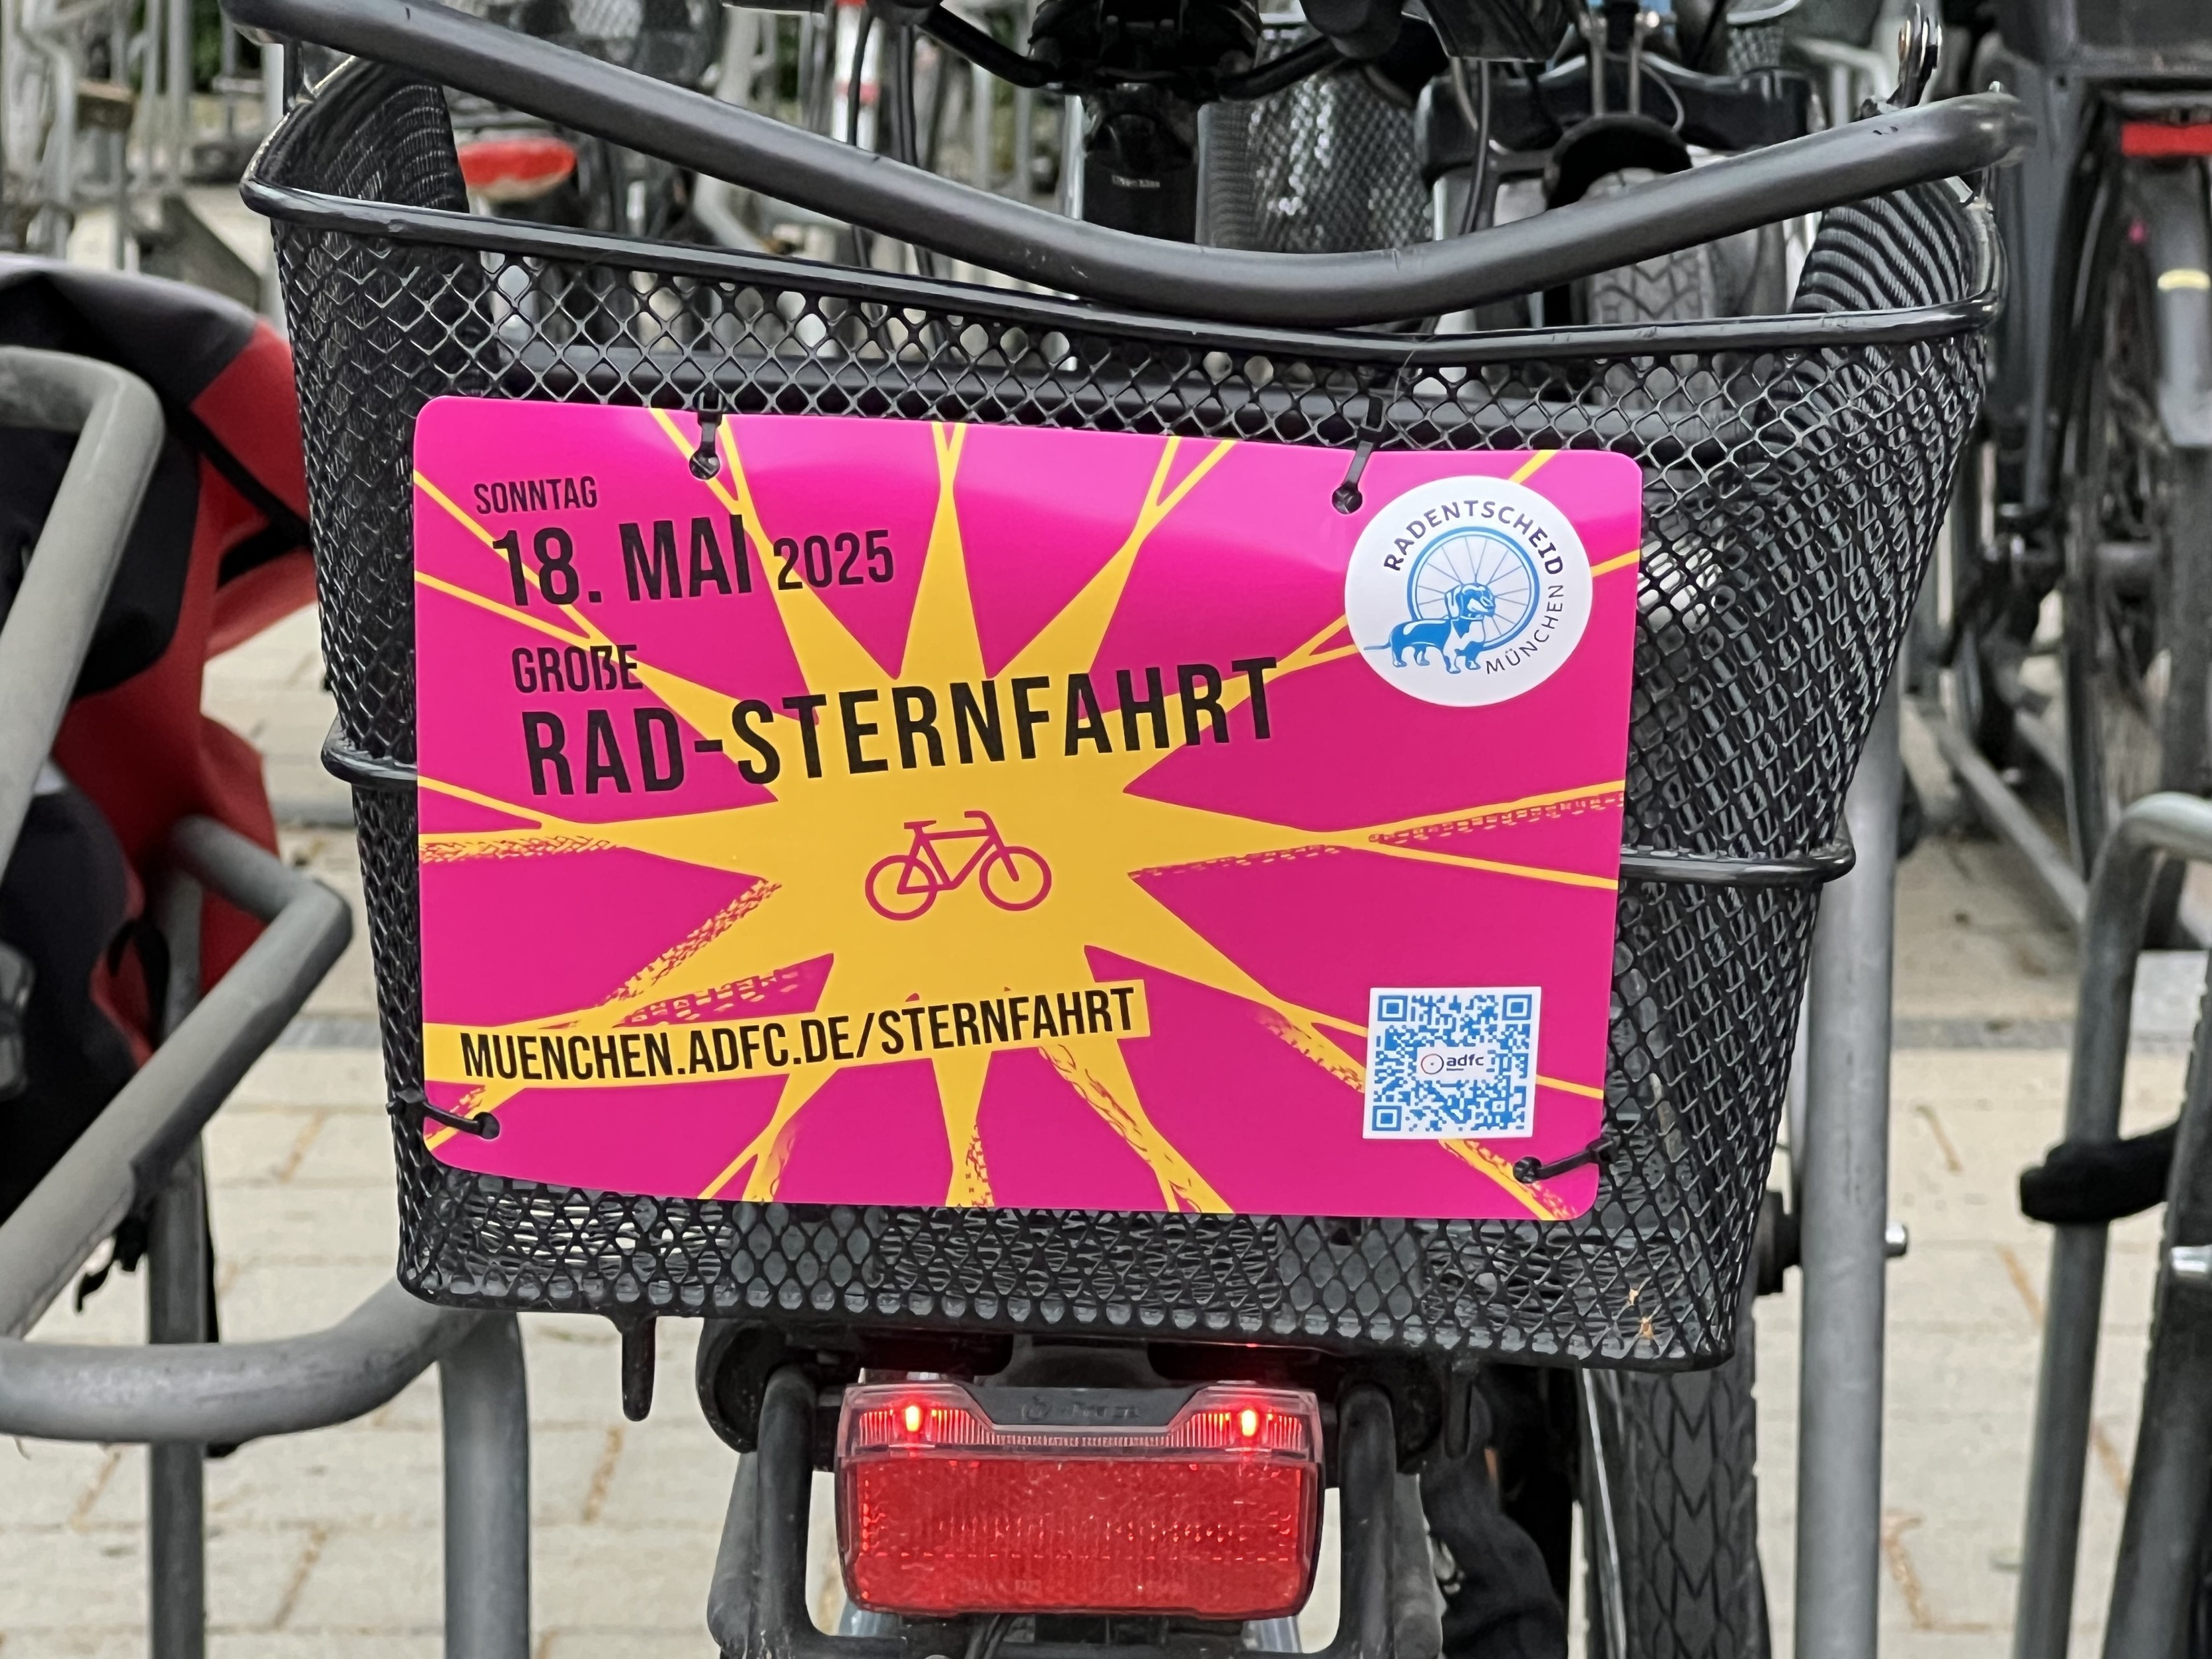 SONNTAG
18. MAI 2025
GROßE
RAD-STERNFAHRT
MUENCHEN.ADFC.DE/STERNFAHRT
RADENTSCHEID
MÜNCHEN
adfc